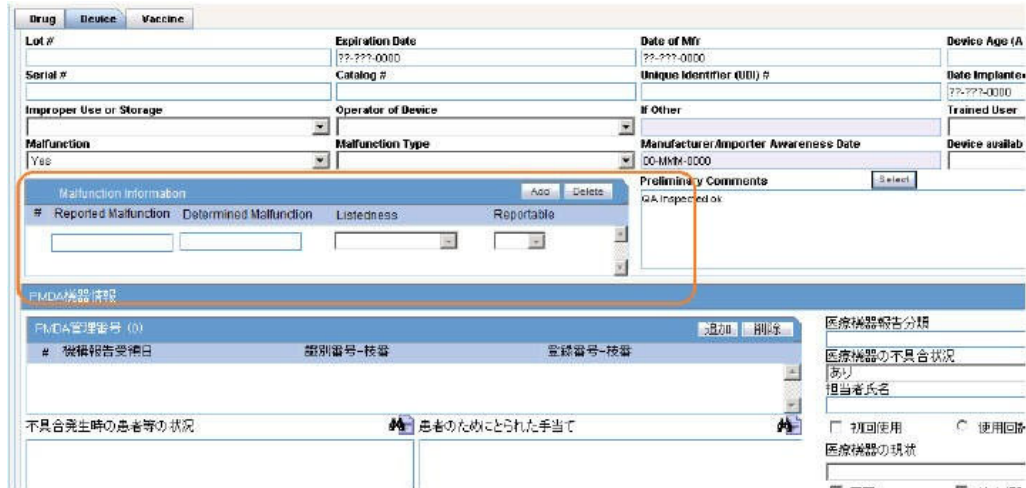 Drug Device Vaccine
Lot # Expiration Date Date of Mfr Device Age (A
??-???-0000 ??-???-0000
Serial # Catalog # Unique Identifier (UDI) # Date Implante
??-???-0000
Improper Use or Storage Operator of Device If Other Trained User
Malfunction Malfunction Type Manufacturer/Importer Awareness Date Device availab
Yes 00-MMM-0000
Preliminary Comments Select
Malfunction Information Add Delete
QA Inspected ok
# Reported Malfunction Determined Malfunction Listedness Reportable
PMDA機器情報
PMDA管理番号 (0) 追加 削除
# 機構報告受領日 識別番号-枝番 登録番号-枝番
医療機器報告分類
医療機器の不具合状況
あり
担当者氏名
不具合発生時の患者等の状況 患者のためにとられた手当て
初回使用 使用回数
医療機器の現状